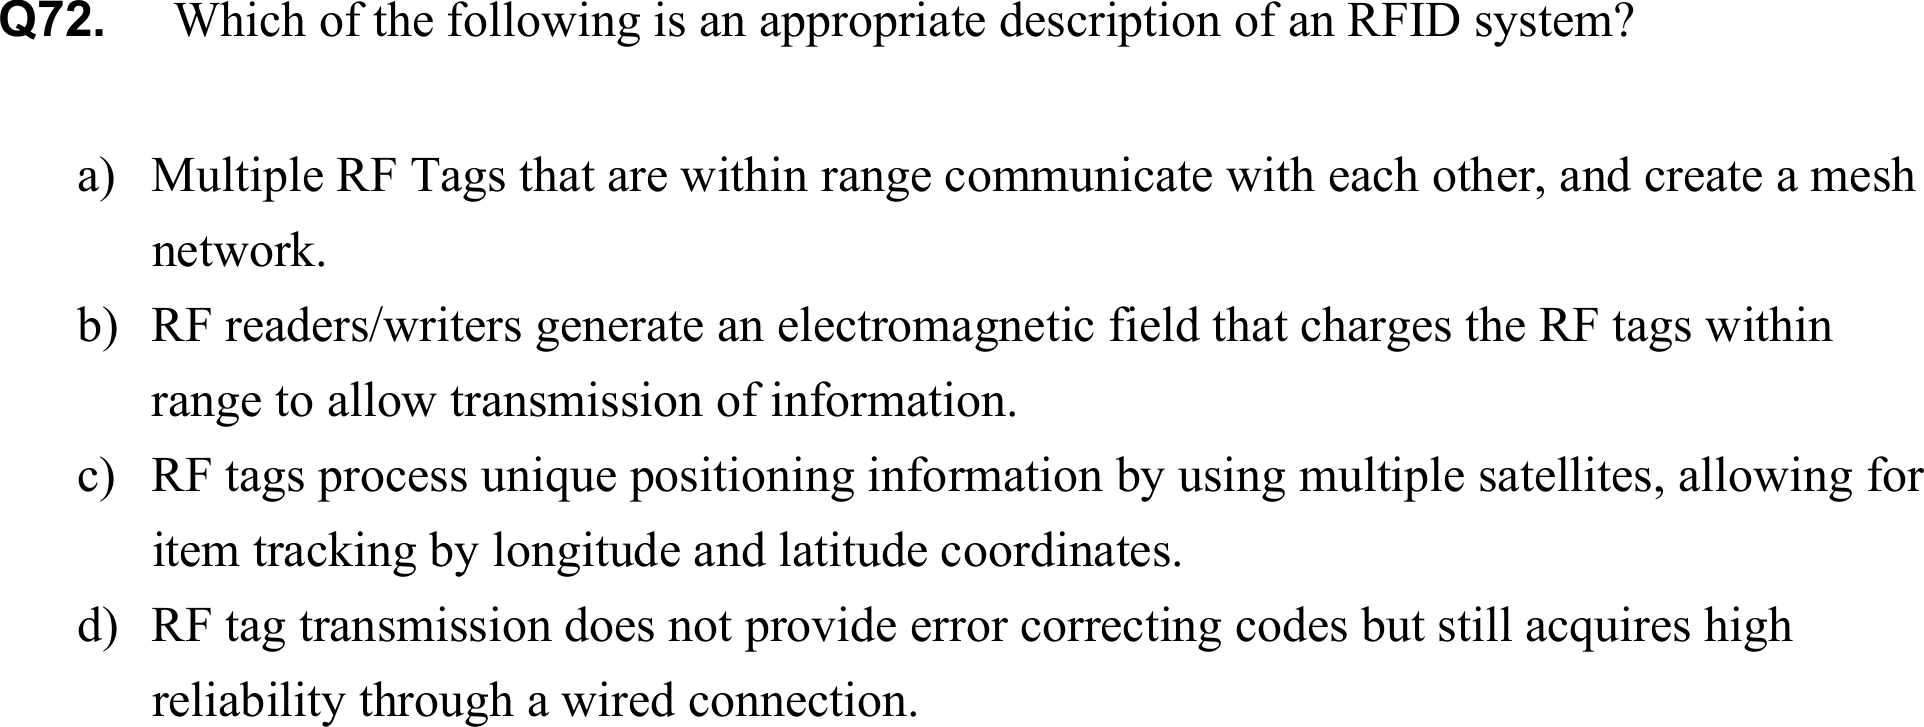 Q72. Which of the following is an appropriate description of an RFID system?
a) Multiple RF Tags that are within range communicate with each other, and create a mesh
network.
b) RF readers/writers generate an electromagnetic field that charges the RF tags within
range to allow transmission of information.
c) RF tags process unique positioning information by using multiple satellites, allowing for
item tracking by longitude and latitude coordinates.
d) RF tag transmission does not provide error correcting codes but still acquires high
reliability through a wired connection.